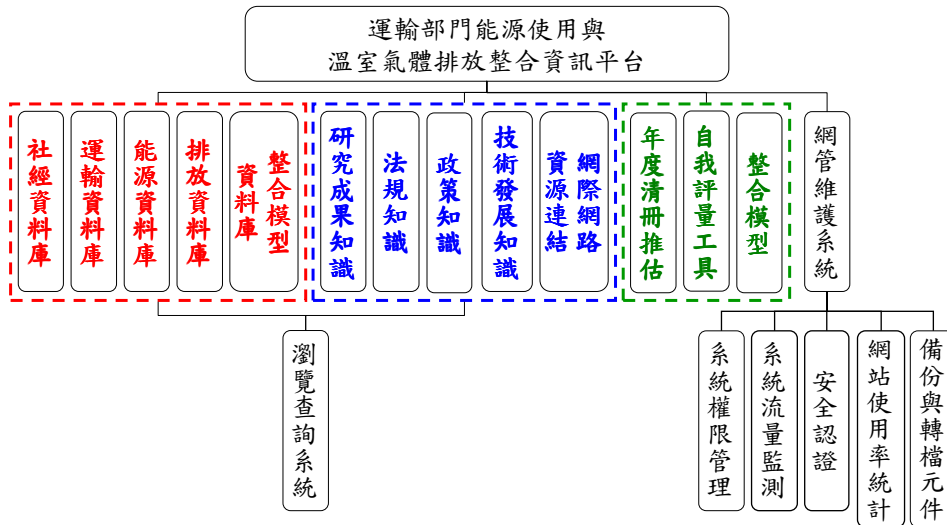 運輸部門能源使用與
溫室氣體排放整合資訊平台
社經資料庫
運輸資料庫
能源資料庫
排放資料庫
整合模型
資料庫
研究成果知識
法規知識
政策知識
技術發展知識
網際網路
資源連結
年度清冊推估
自我評量工具
整合模型
網管維護系統
瀏覽查詢系統
系統權限管理
系統流量監測
安全認證
網站使用率統計
備份與轉檔元件